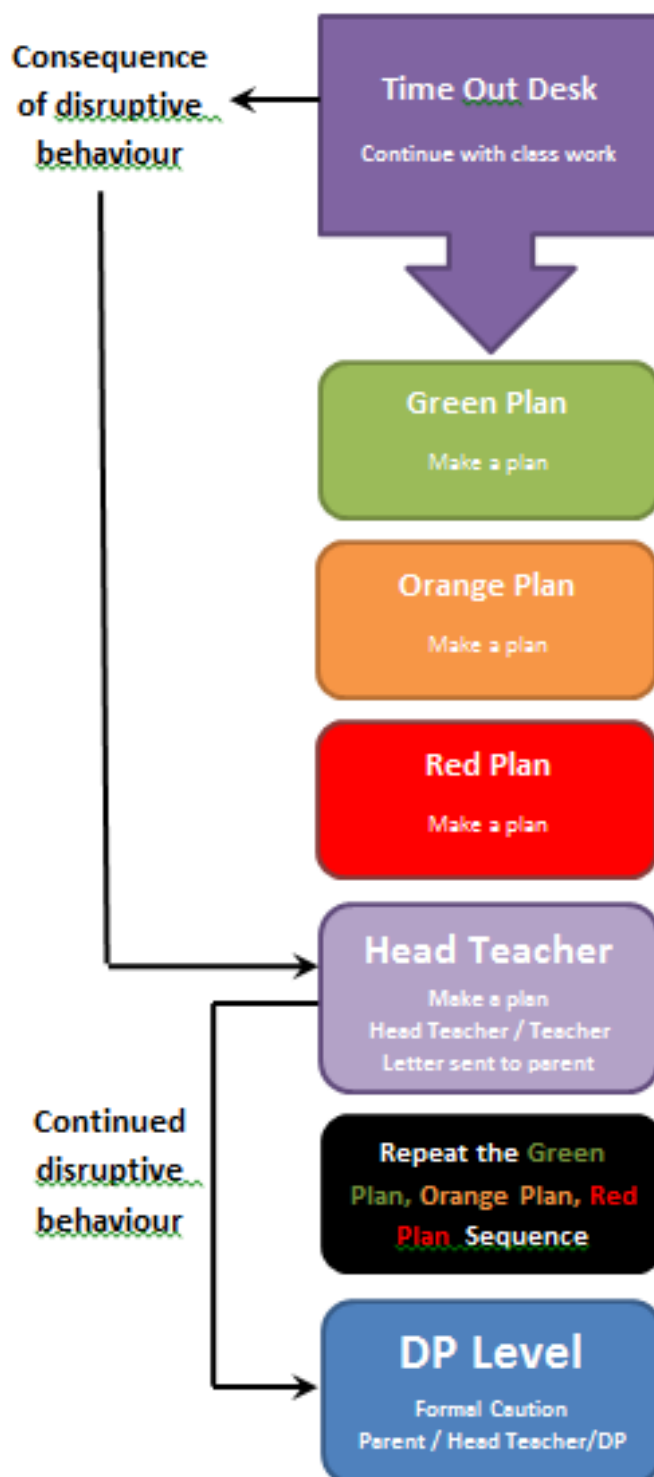 Consequence
of disruptive
behaviour
Time Out Desk
Continue with class work
Green Plan
Make a plan
Orange Plan
Make a plan
Red Plan
Make a plan
Head Teacher
Make a plan
Head Teacher / Teacher
Letter sent to parent
Continued
disruptive
behaviour
Repeat the Green
Plan, Orange Plan, Red
Plan Sequence
DP Level
Formal Caution
Parent / Head Teacher/DP